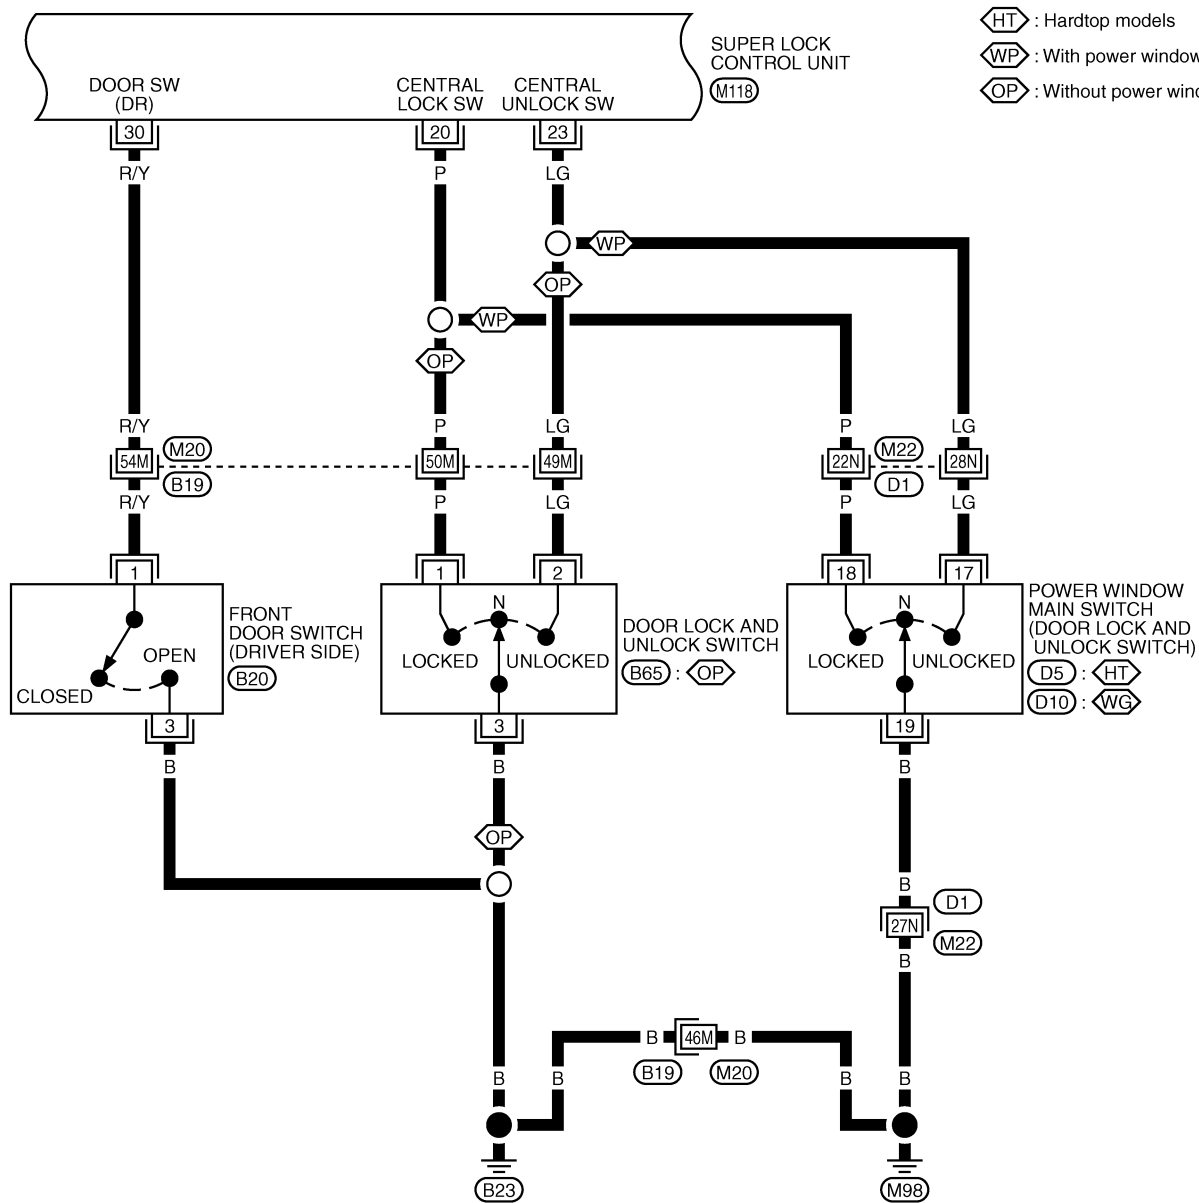 HT : Hardtop models
SUPER LOCK
CONTROL UNIT
M118
WP : With power window
OP : Without power
DOOR SW
(DR)
CENTRAL
LOCK SW
CENTRAL
UNLOCK SW
30
20
23
R/Y
P
LG
WP
OP
WP
OP
R/Y
P
LG
P
LG
54M
M20
B19
50M
49M
22N
M22
D1
28N
R/Y
P
LG
P
LG
1
1
2
18
17
OPEN
CLOSED
FRONT
DOOR SWITCH
(DRIVER SIDE)
B20
N
LOCKED
UNLOCKED
DOOR LOCK AND
UNLOCK SWITCH
B65 : OP
N
LOCKED
UNLOCKED
POWER WINDOW
MAIN SWITCH
(DOOR LOCK AND
UNLOCK SWITCH)
D5 : HT
D10 : WG
3
3
19
B
B
B
OP
B
D1
27N
M22
B
B
46M
B
B19
M20
B
B
B
B
B23
M98